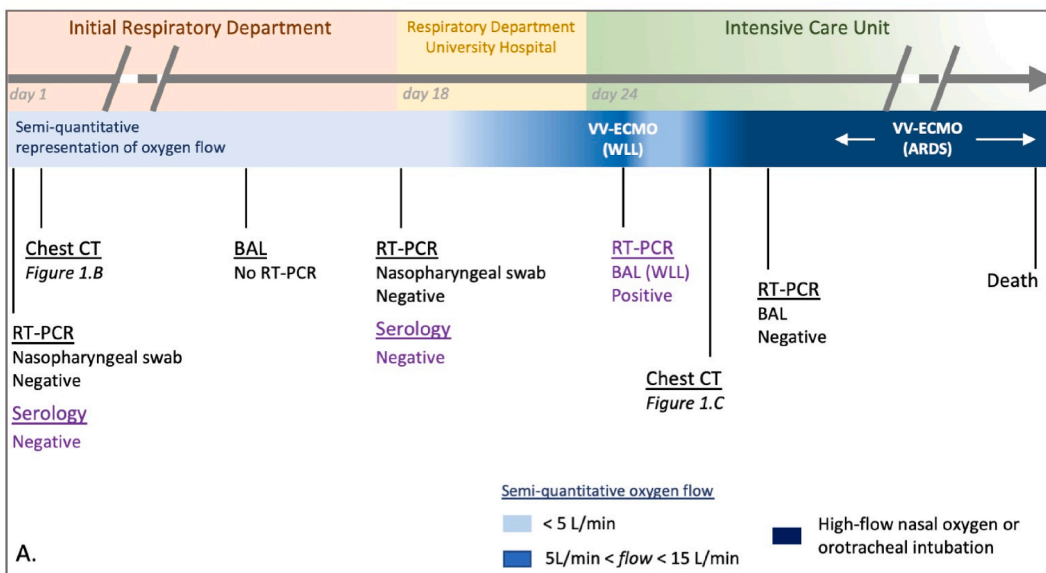 Initial Respiratory Department
Respiratory Department
University Hospital
Intensive Care Unit
day 1
day 18
day 24
Semi-quantitative
representation of oxygen flow
VV-ECMO
(WLL)
VV-ECMO
(ARDS)
Chest CT
Figure 1.B
BAL
No RT-PCR
RT-PCR
Nasopharyngeal swab
Negative
Serology
Negative
RT-PCR
BAL (WLL)
Positive
RT-PCR
BAL
Negative
Death
RT-PCR
Nasopharyngeal swab
Negative
Serology
Negative
Chest CT
Figure 1.C
Semi-quantitative oxygen flow
< 5 L/min
5L/min < flow < 15 L/min
High-flow nasal oxygen or
orotracheal intubation
A.